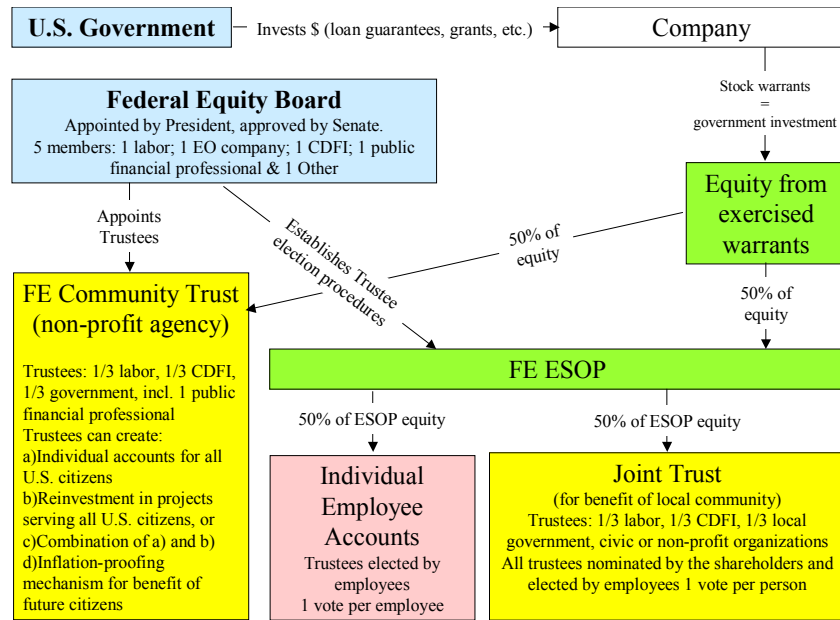 U.S. Government
Invests $ (loan guarantees, grants, etc.)
Company
Stock warrants
=
government investment
Federal Equity Board
Appointed by President, approved by Senate.
5 members: 1 labor; 1 EO company; 1 CDFI; 1 public
financial professional & 1 Other
Equity from
exercised
warrants
Appoints
Trustees
Establishes Trustee
election procedures
50% of
equity
50% of
equity
FE Community Trust
(non-profit agency)
Trustees: 1/3 labor, 1/3 CDFI,
1/3 government, incl. 1 public
financial professional
Trustees can create:
a)Individual accounts for all
U.S. citizens
b)Reinvestment in projects
serving all U.S. citizens, or
c)Combination of a) and b)
d)Inflation-proofing
mechanism for benefit of
future citizens
FE ESOP
50% of ESOP equity
50% of ESOP equity
Individual
Employee
Accounts
Trustees elected by
employees
1 vote per employee
Joint Trust
(for benefit of local community)
Trustees: 1/3 labor, 1/3 CDFI, 1/3 local
government, civic or non-profit organizations
All trustees nominated by the shareholders and
elected by employees 1 vote per person